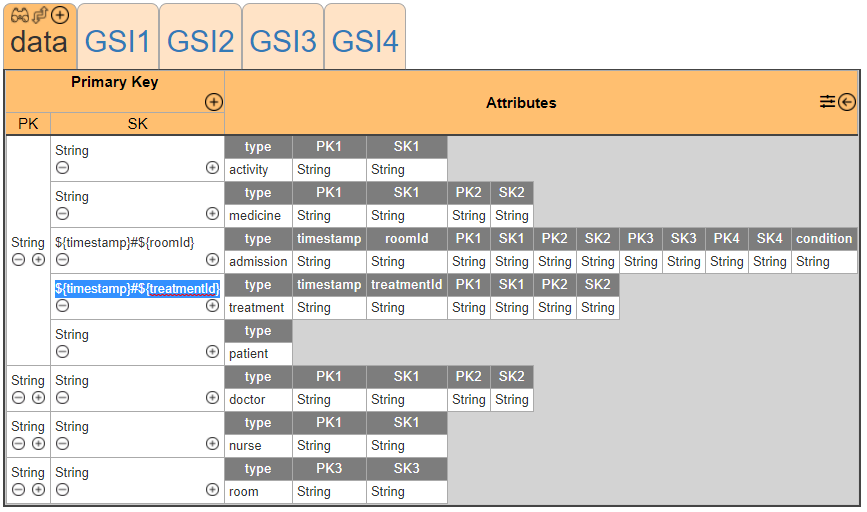 data GSI1 GSI2 GSI3 GSI4
Primary Key
Attributes
PK SK
type PK1 SK1
String
activity String String
type PK1 SK1 PK2 SK2
String
medicine String String String String
type timestamp roomId PK1 SK1 PK2 SK2 PK3 SK3 PK4 SK4 condition
String ${timestamp}#${roomId}
admission String String String String String String String String String String String
${timestamp}#${treatmentId} type timestamp treatmentId PK1 SK1 PK2 SK2
treatment String String String String String String
type
String
patient
type PK1 SK1 PK2 SK2
String String
doctor String String String String
type PK1 SK1
String String
nurse String String
type PK3 SK3
String String
room String String